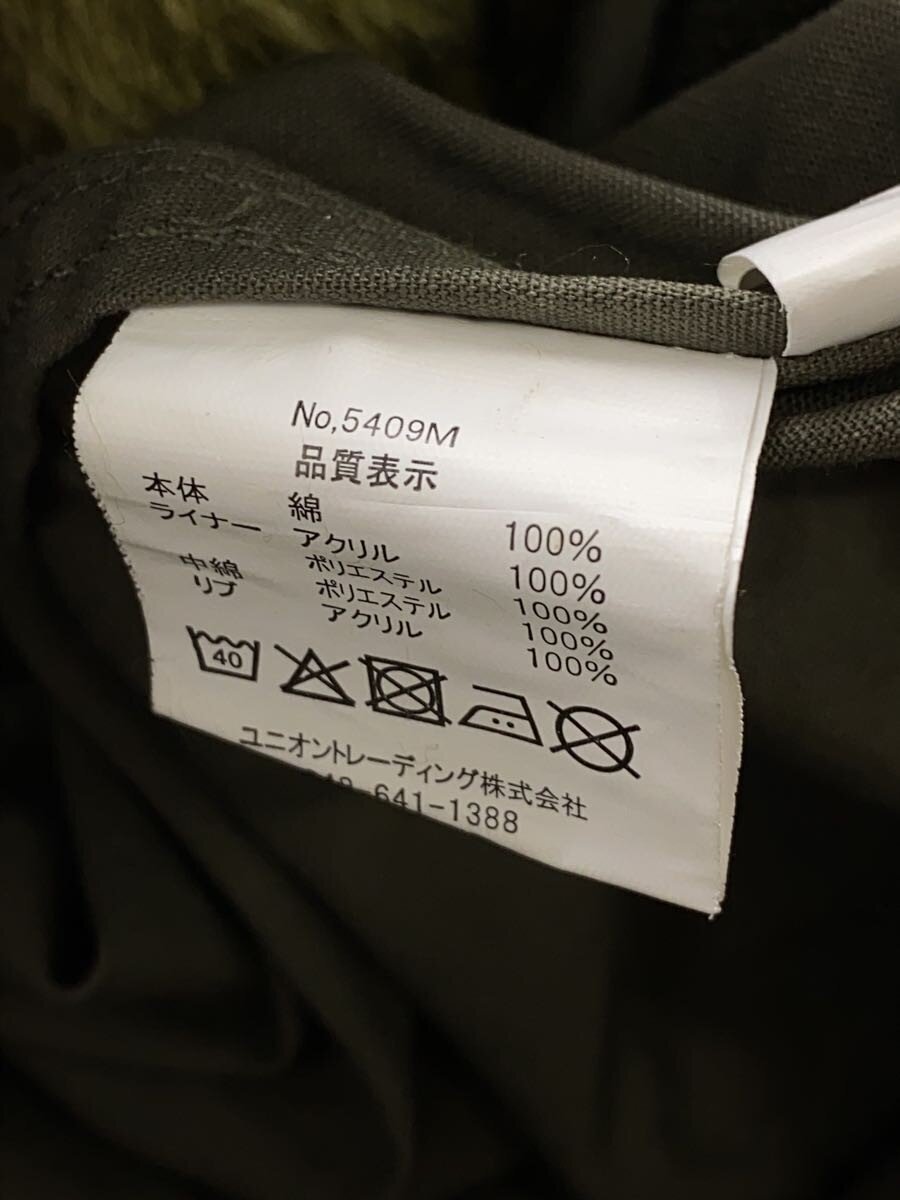 No,5409M
品質表示
本体 綿 100%
ライナー アクリル 100%
ポリエステル 100%
中綿 ポリエステル 100%
リブ アクリル 100%
40
ユニオントレーディング株式会社
48-641-1388